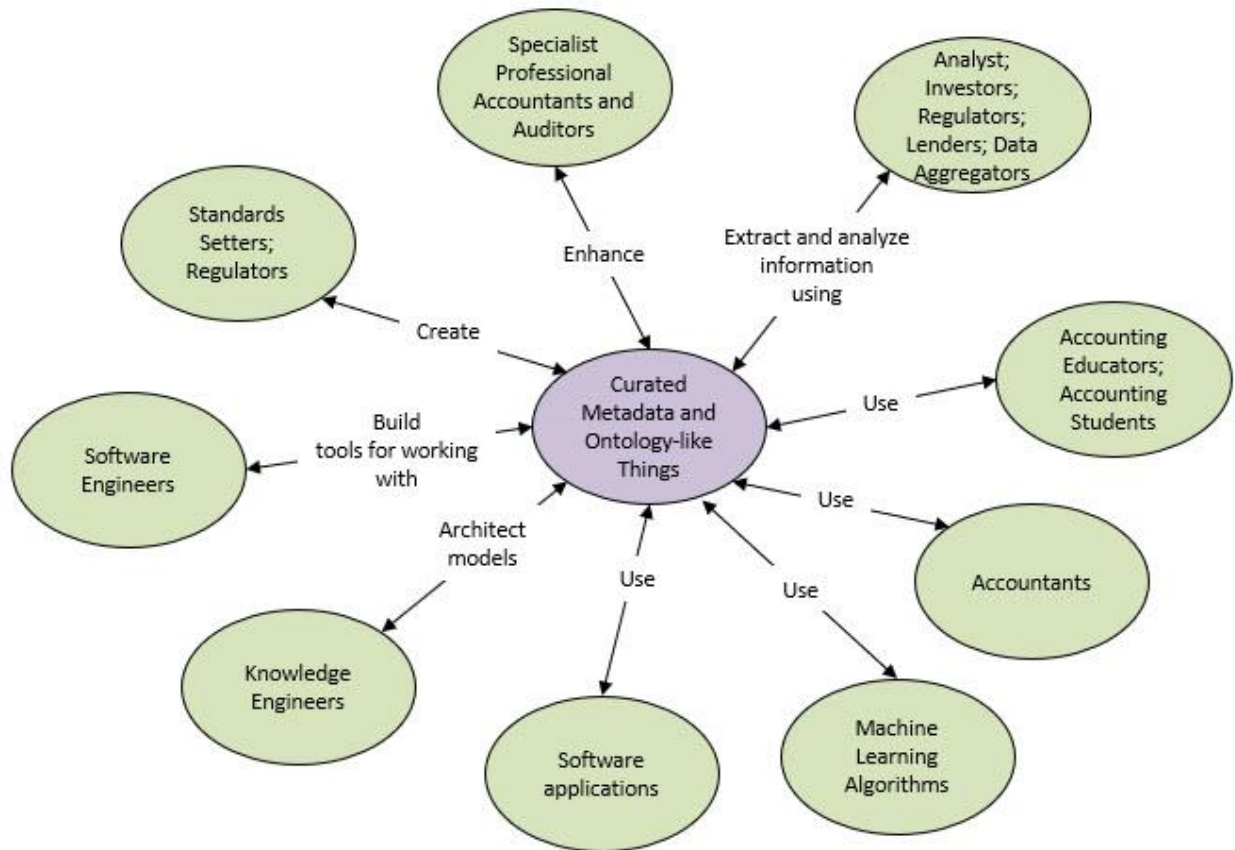 Specialist
Professional
Accountants and
Auditors
Analyst;
Investors;
Regulators;
Lenders; Data
Aggregators
Standards
Setters;
Regulators
Enhance
Extract and analyze
information
using
Create
Accounting
Educators;
Accounting
Students
Curated
Metadata and
Ontology-like
Things
Use
Build
tools for working
with
Software
Engineers
Use
Architect
models
Use
Use
Accountants
Knowledge
Engineers
Software
applications
Machine
Learning
Algorithms